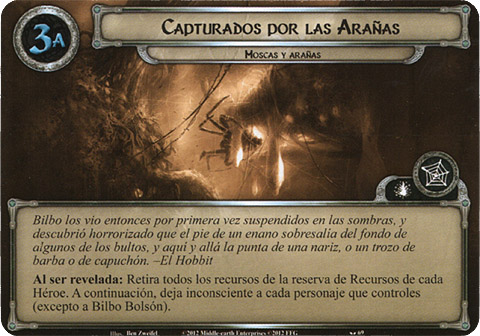 3A
CAPTURADOS POR LAS ARAÑAS
MOSCAS Y ARAÑAS
Bilbo los vio entonces por primera vez suspendidos en las sombras, y
descubrió horrorizado que el pie de un enano sobresalía del fondo de
algunos de los bultos, y aquí y allá la punta de una nariz, o un trozo de
barba o de capuchón. –El Hobbit
Al ser revelada: Retira todos los recursos de la reserva de Recursos de cada
Héroe. A continuación, deja inconsciente a cada personaje que controles
(excepto a Bilbo Bolsón).
Illus. Ben Zweifel ©2012 Middle-earth Enterprises ©2012 FFG 69